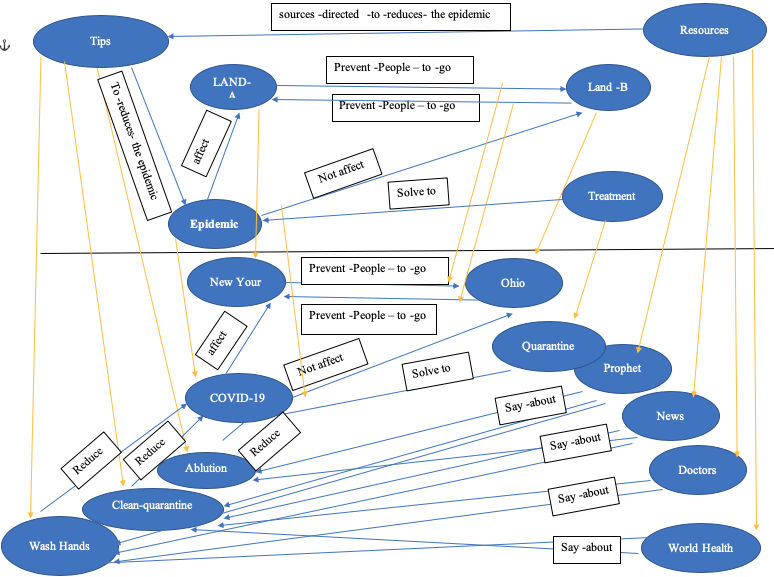 sources -directed -to -reduces- the epidemic
Tips
Resources
Prevent -People – to -go
LAND-
A
Land -B
Prevent -People – to -go
To -reduces- the epidemic
affect
Not affect
Solve to
Treatment
Epidemic
New Your
Prevent -People – to -go
Ohio
Prevent -People – to -go
affect
Quarantine
Not affect
Solve to
Prophet
COVID-19
Say -about
News
Reduce
Reduce
Reduce
Say -about
Ablution
Doctors
Clean-quarantine
Say -about
Wash Hands
Say -about
World Health